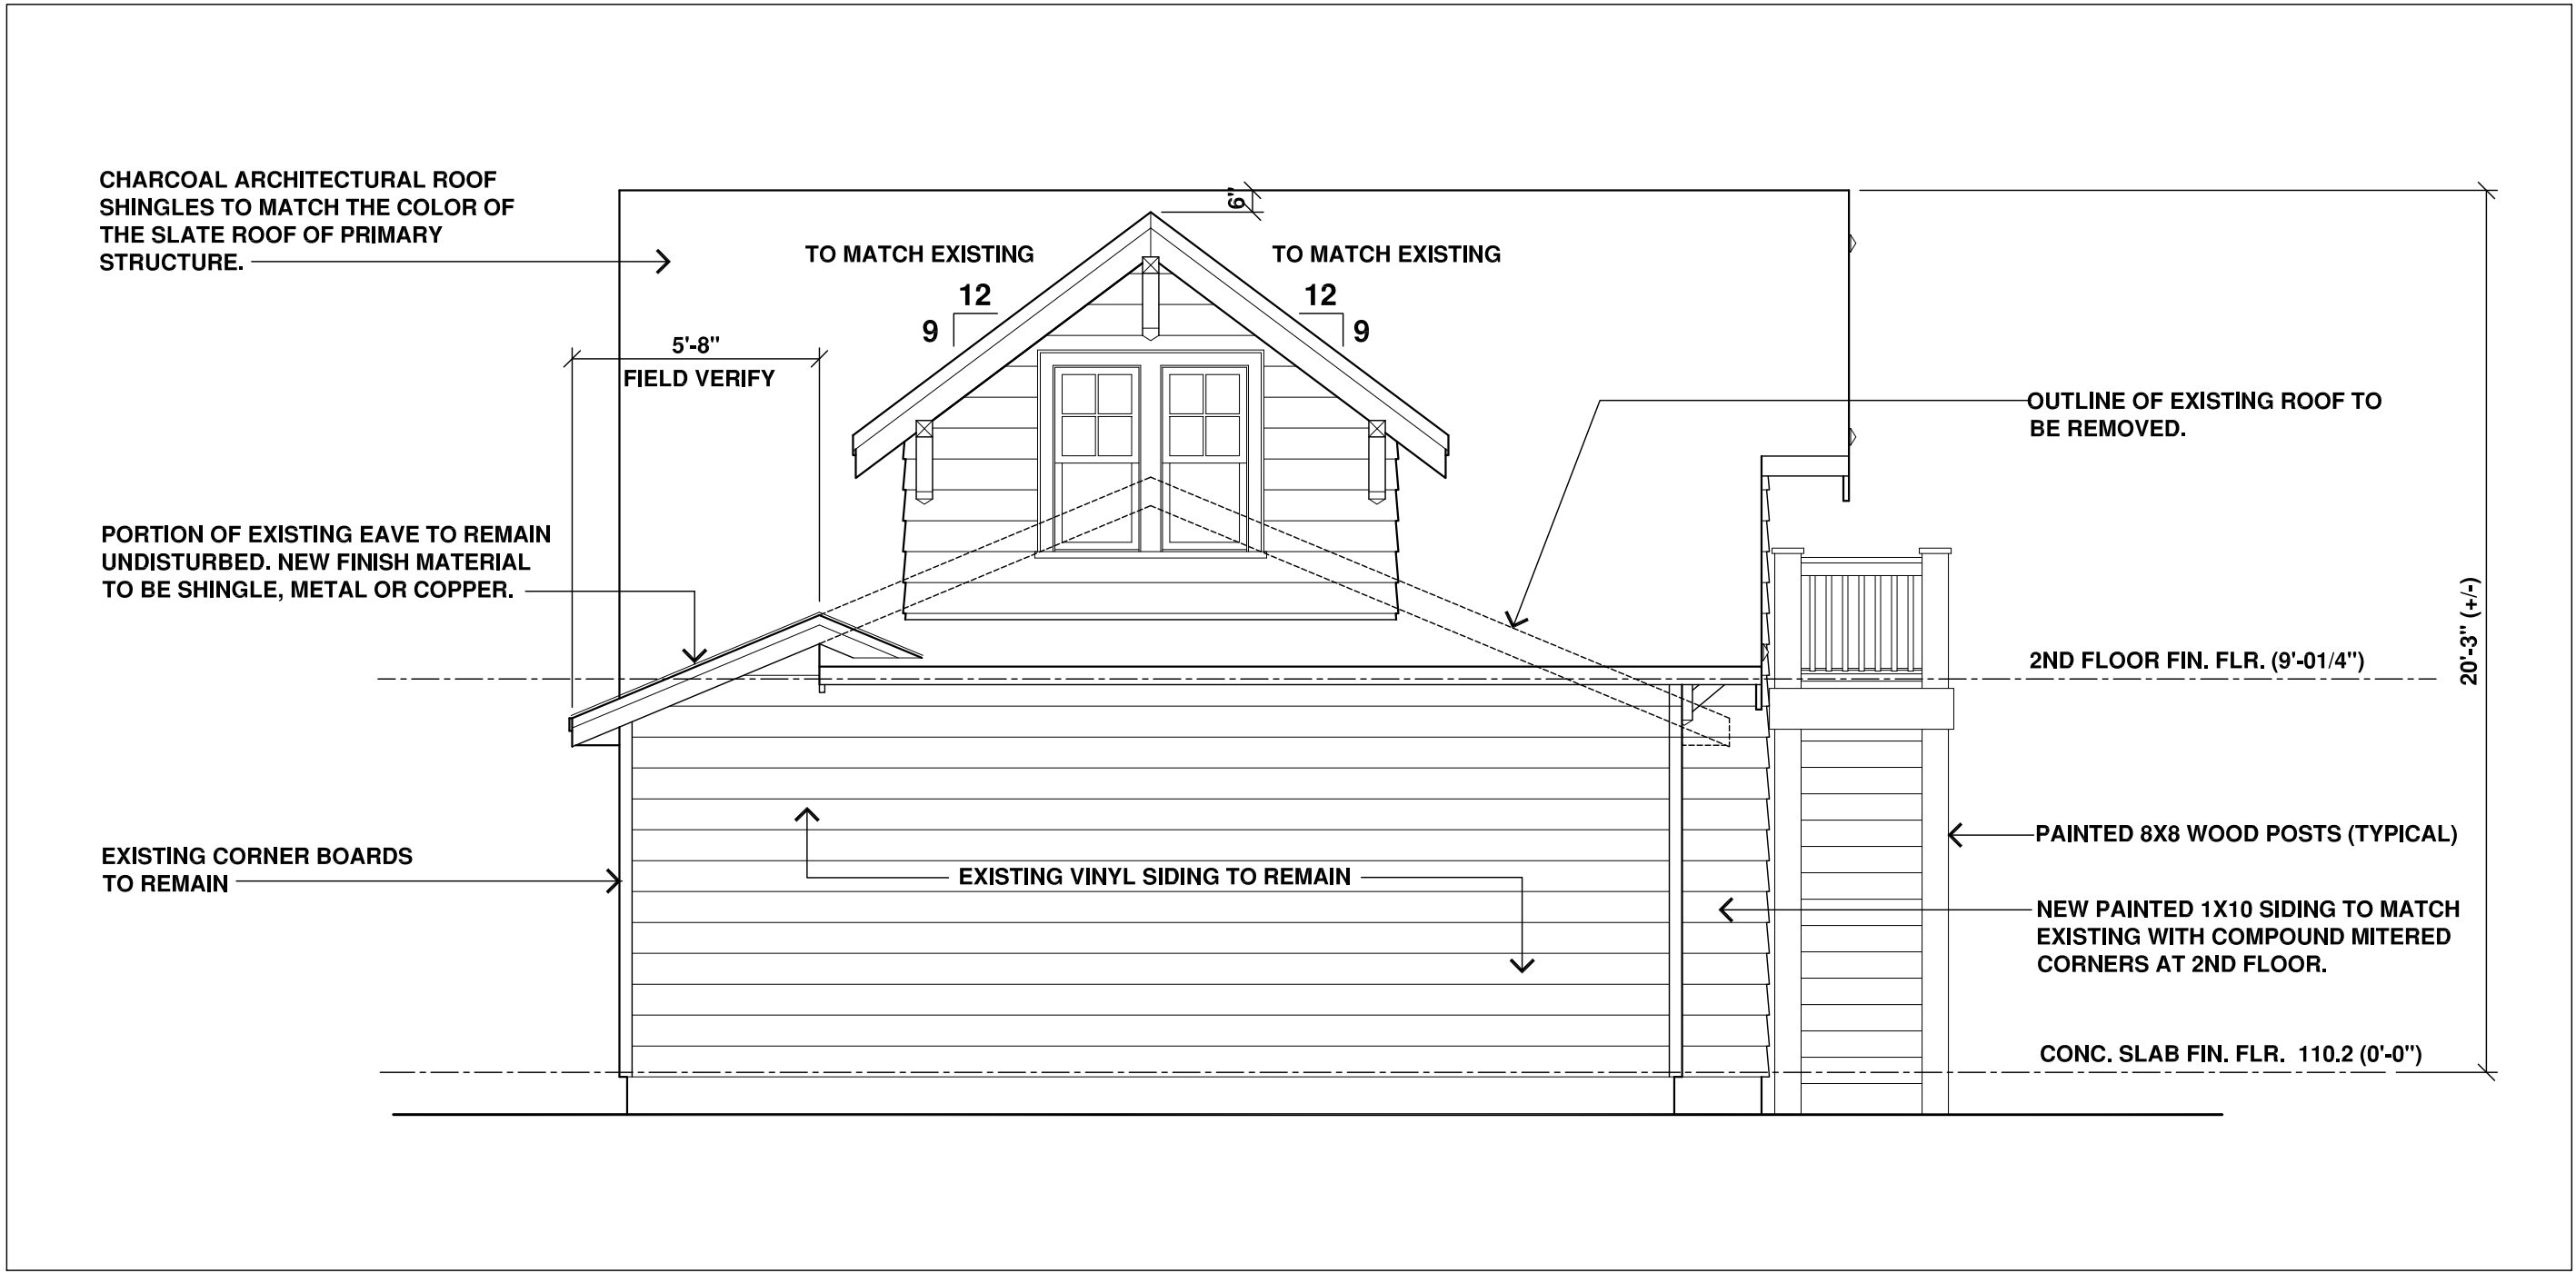 CHARCOAL ARCHITECTURAL ROOF
SHINGLES TO MATCH THE COLOR OF
THE SLATE ROOF OF PRIMARY
STRUCTURE.
6"
TO MATCH EXISTING
TO MATCH EXISTING
12
9
12
9
5'-8"
FIELD VERIFY
OUTLINE OF EXISTING ROOF TO
BE REMOVED.
PORTION OF EXISTING EAVE TO REMAIN
UNDISTURBED. NEW FINISH MATERIAL
TO BE SHINGLE, METAL OR COPPER.
20'-3" (+/-)
2ND FLOOR FIN. FLR. (9'-01/4")
PAINTED 8X8 WOOD POSTS (TYPICAL)
EXISTING CORNER BOARDS
TO REMAIN
EXISTING VINYL SIDING TO REMAIN
NEW PAINTED 1X10 SIDING TO MATCH
EXISTING WITH COMPOUND MITERED
CORNERS AT 2ND FLOOR.
CONC. SLAB FIN. FLR. 110.2 (0'-0")